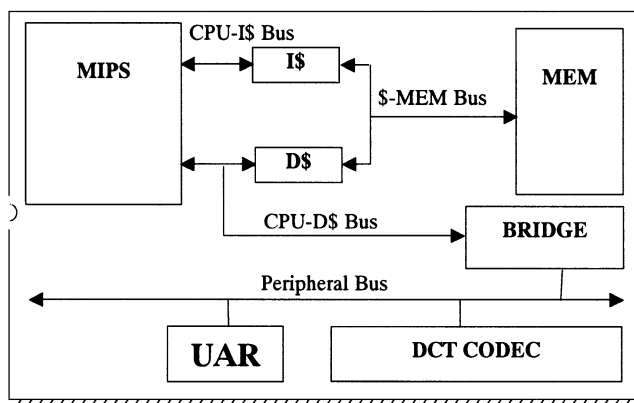 CPU-I$ Bus
MIPS
I$
MEM
$-MEM Bus
D$
CPU-D$ Bus
BRIDGE
Peripheral Bus
UAR
DCT CODEC